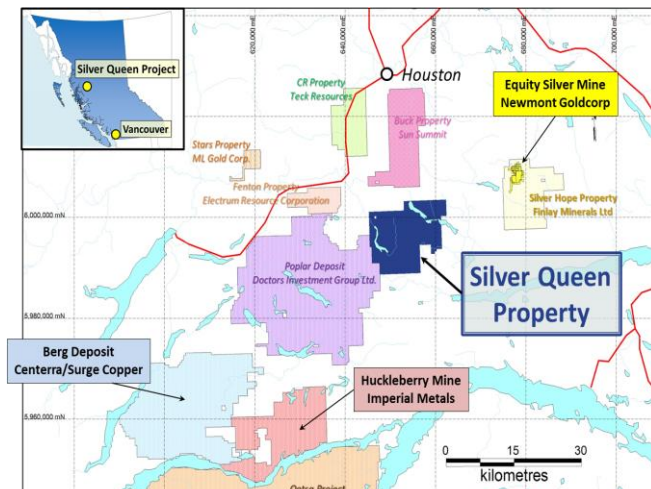 620,000 mE
640,000 mE
660,000 mE
680,000 mE
700,000 mE
Silver Queen Project
Vancouver
Houston
CR Property
Teck Resources
Equity Silver Mine
Newmont Goldcorp
Buck Property
Sun Summit
Stars Property
ML Gold Corp.
Fenton Property
Electrum Resource Corporation
Silver Hope Property
Finlay Minerals Ltd
6,000,000 mN
Poplar Deposit
Doctors Investment Group Ltd.
Silver Queen
Property
5,980,000 mN
Berg Deposit
Centerra/Surge Copper
Huckleberry Mine
Imperial Metals
5,960,000 mN
0 15 30
kilometres
Project